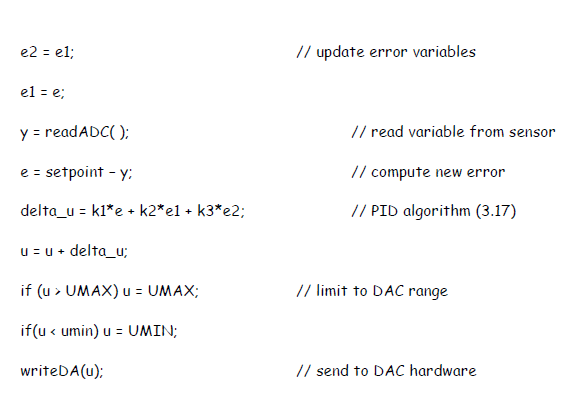 e2 = e1; // update error variables
e1 = e;
y = readADC( ); // read variable from sensor
e = setpoint – y; // compute new error
delta_u = k1*e + k2*e1 + k3*e2; // PID algorithm (3.17)
u = u + delta_u;
if (u > UMAX) u = UMAX; // limit to DAC range
if(u < umin) u = UMIN;
writeDA(u); // send to DAC hardware